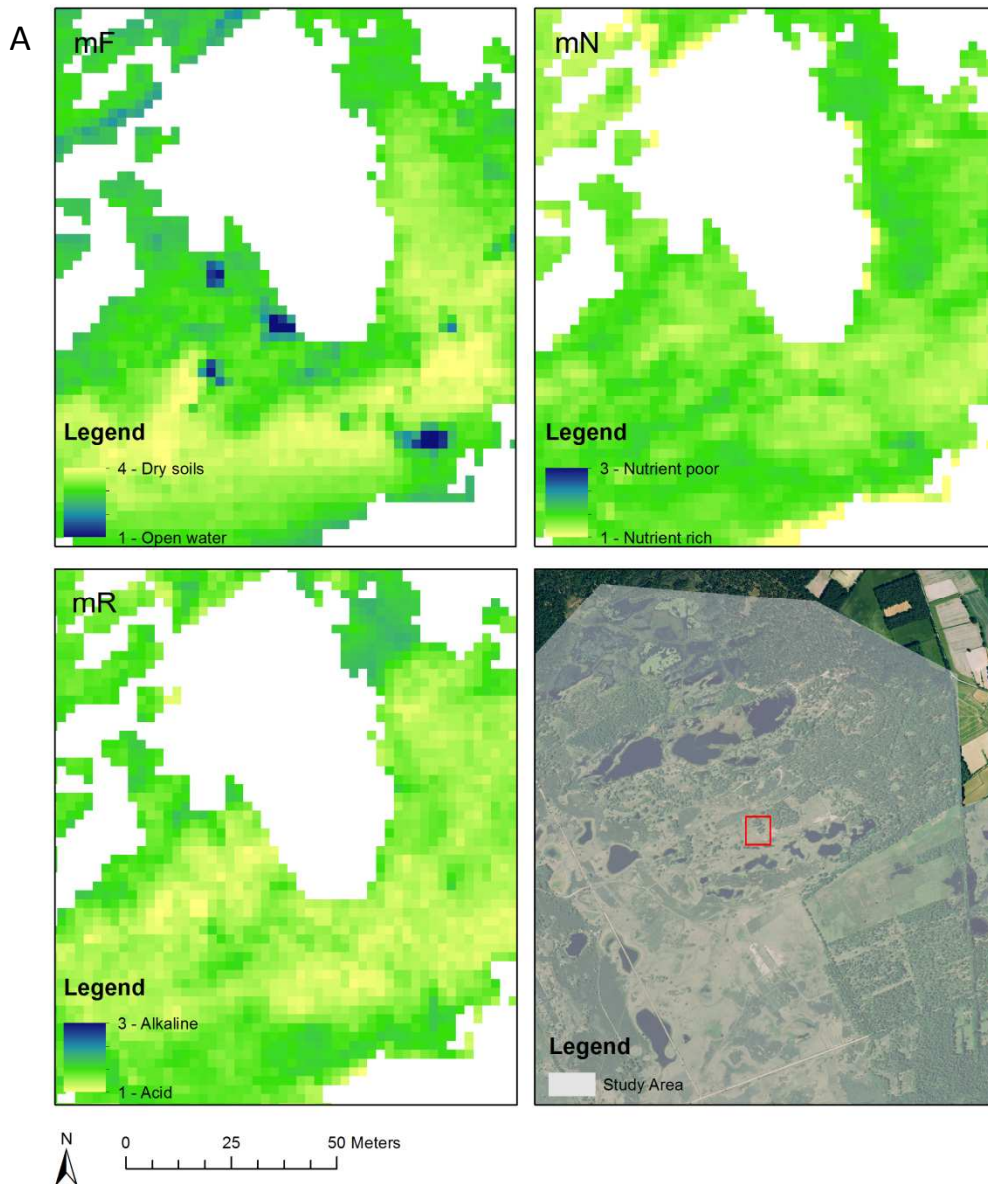 A
mF
Legend
4 - Dry soils
1 - Open water
mN
Legend
3 - Nutrient poor
1 - Nutrient rich
mR
Legend
3 - Alkaline
1 - Acid
Legend
Study Area
N
0 25 50 Meters